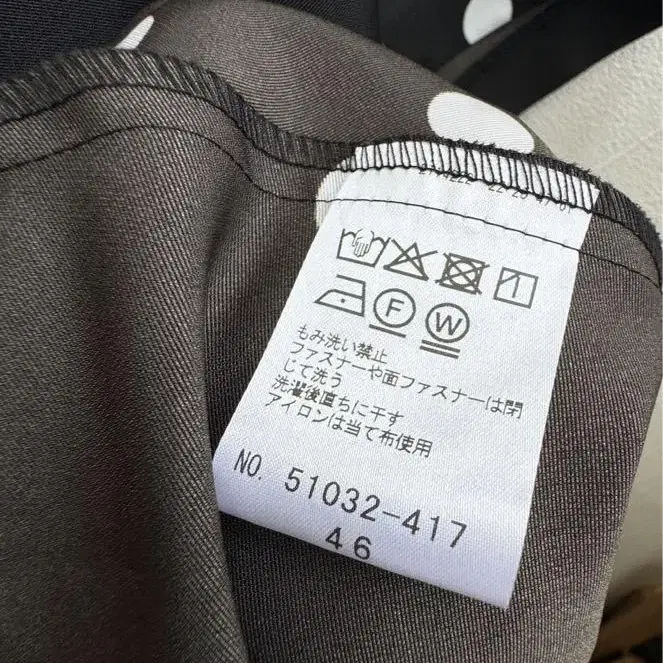 F W
もみ洗い禁止
ファスナーや面ファスナーは閉
じて洗う
洗濯後直ちに干す
アイロンは当て布使用
NO. 51032-417
46